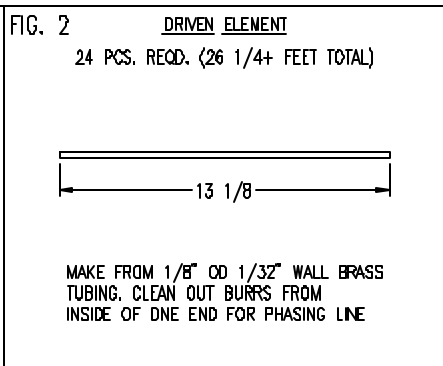 FIG. 2
DRIVEN ELEMENT
24 PCS. REQD. (26 1/4+ FEET TOTAL)
13 1/8
MAKE FROM 1/8" OD 1/32" WALL BRASS
TUBING. CLEAN OUT BURRS FROM
INSIDE OF ONE END FOR PHASING LINE